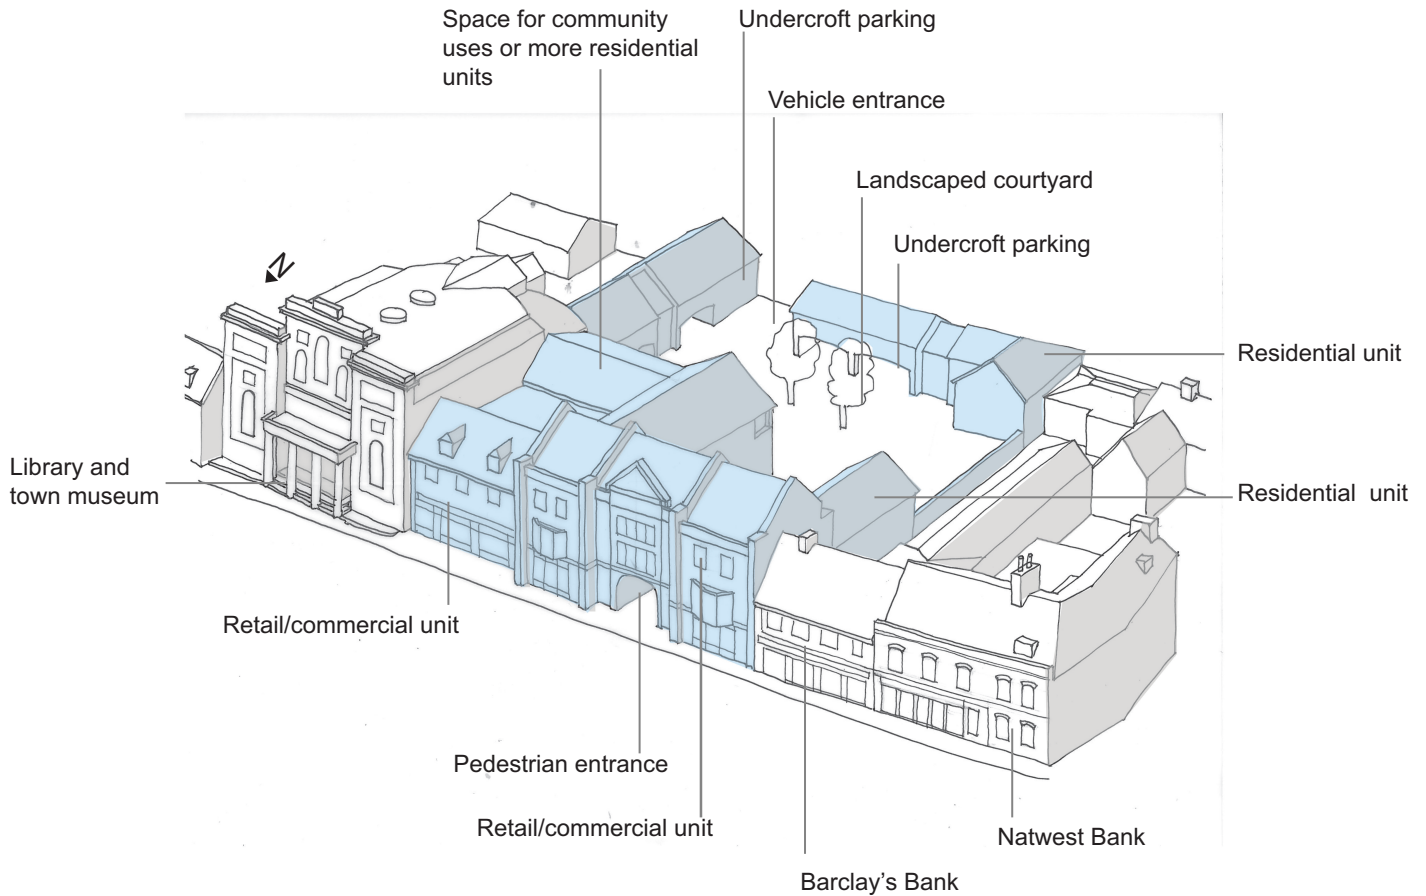 Space for community
uses or more residential
units
Undercroft parking
Vehicle entrance
Landscaped courtyard
Undercroft parking
N
Residential unit
Library and
town museum
Residential  unit
Retail/commercial unit
Pedestrian entrance
Retail/commercial unit
Natwest Bank
Barclay's Bank